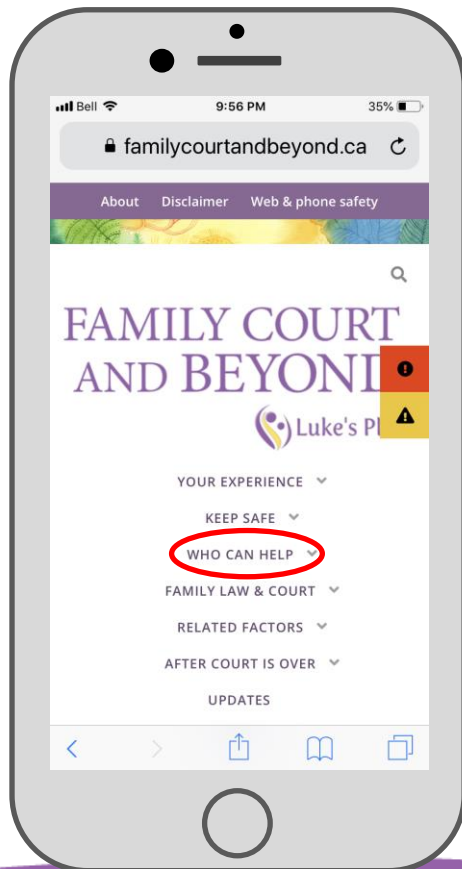 Bell 9:56 PM 35%
familycourtandbeyond.ca
About Disclaimer Web & phone safety
FAMILY COURT
AND BEYOND
Luke's Pl
YOUR EXPERIENCE
KEEP SAFE
WHO CAN HELP
FAMILY LAW & COURT
RELATED FACTORS
AFTER COURT IS OVER
UPDATES